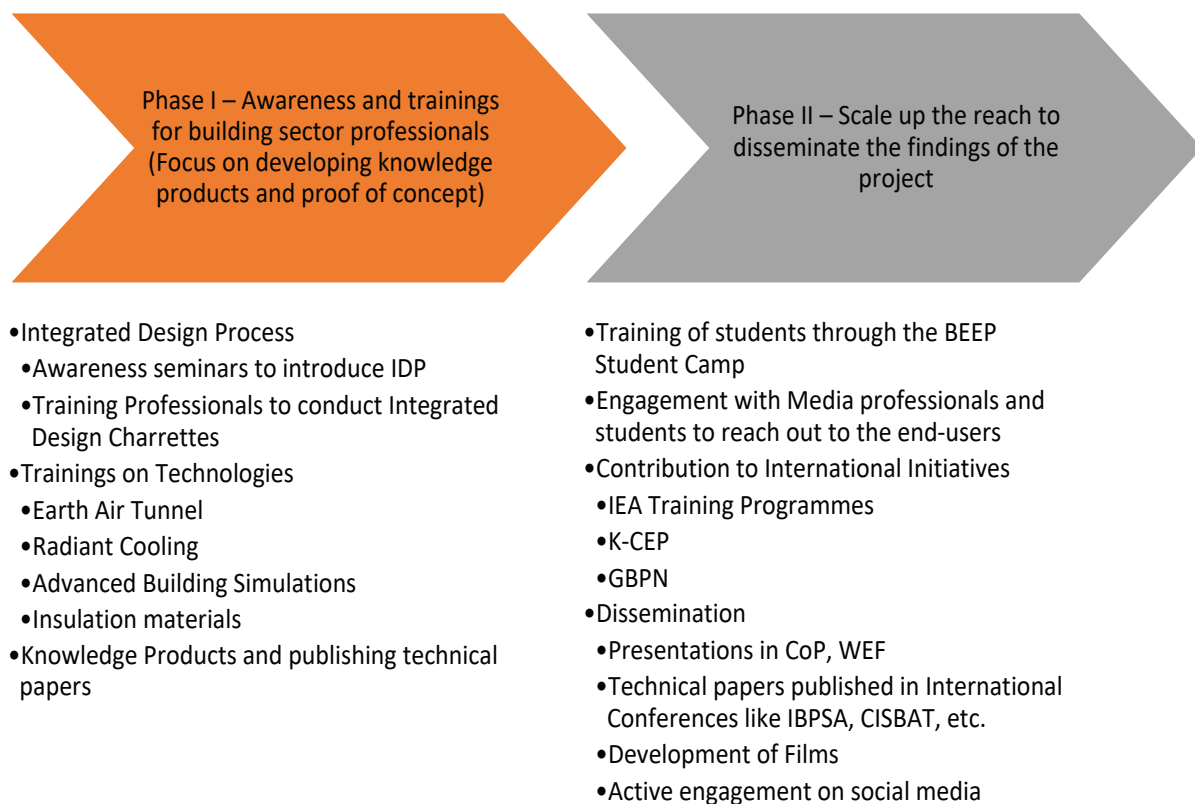 Phase I – Awareness and trainings
for building sector professionals
(Focus on developing knowledge
products and proof of concept)
Phase II – Scale up the reach to
disseminate the findings of the
project
•Integrated Design Process
•Awareness seminars to introduce IDP
•Training Professionals to conduct Integrated
Design Charrettes
•Trainings on Technologies
•Earth Air Tunnel
•Radiant Cooling
•Advanced Building Simulations
•Insulation materials
•Knowledge Products and publishing technical
papers
•Training of students through the BEEP
Student Camp
•Engagement with Media professionals and
students to reach out to the end-users
•Contribution to International Initiatives
•IEA Training Programmes
•K-CEP
•GBPN
•Dissemination
•Presentations in CoP, WEF
•Technical papers published in International
Conferences like IBPSA, CISBAT, etc.
•Development of Films
•Active engagement on social media